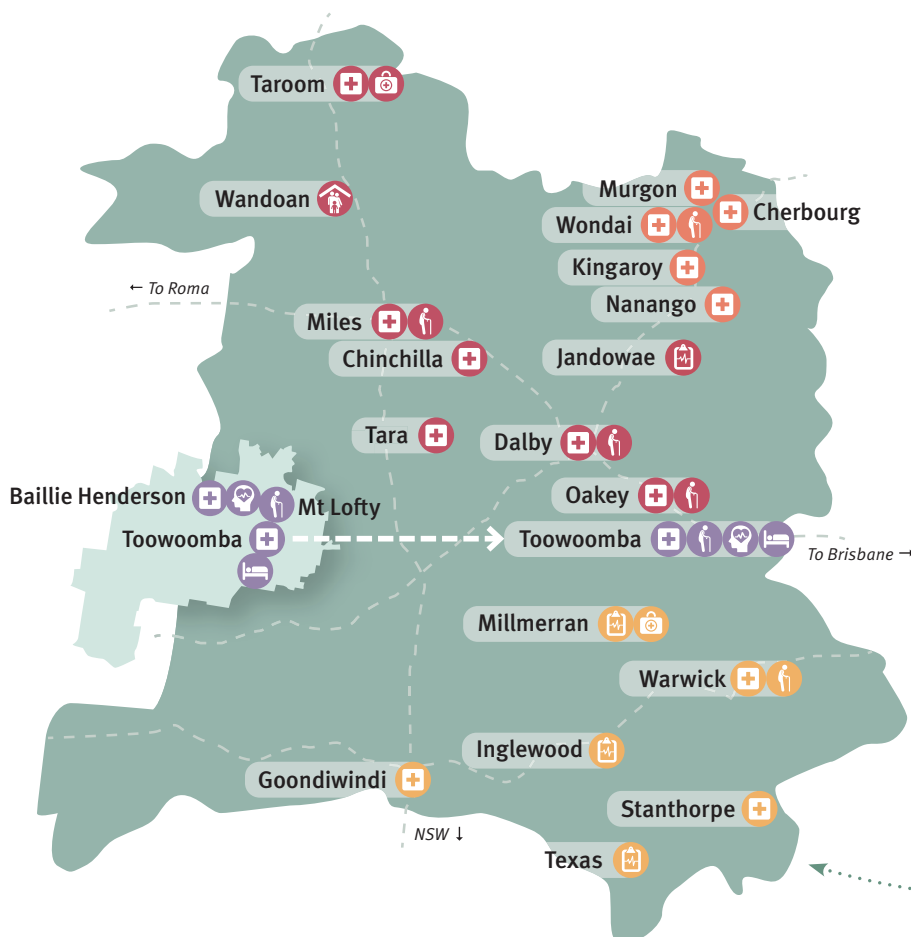 Taroom
Wandoan
Murgon
Cherbourg
Wondai
Kingaroy
← To Roma
Nanango
Miles
Chinchilla
Jandowae
Tara
Dalby
Baillie Henderson
Mt Lofty
Oakey
Toowoomba
Toowoomba
To Brisbane →
Millmerran
Warwick
Inglewood
Goondiwindi
Stanthorpe
NSW ↓
Texas